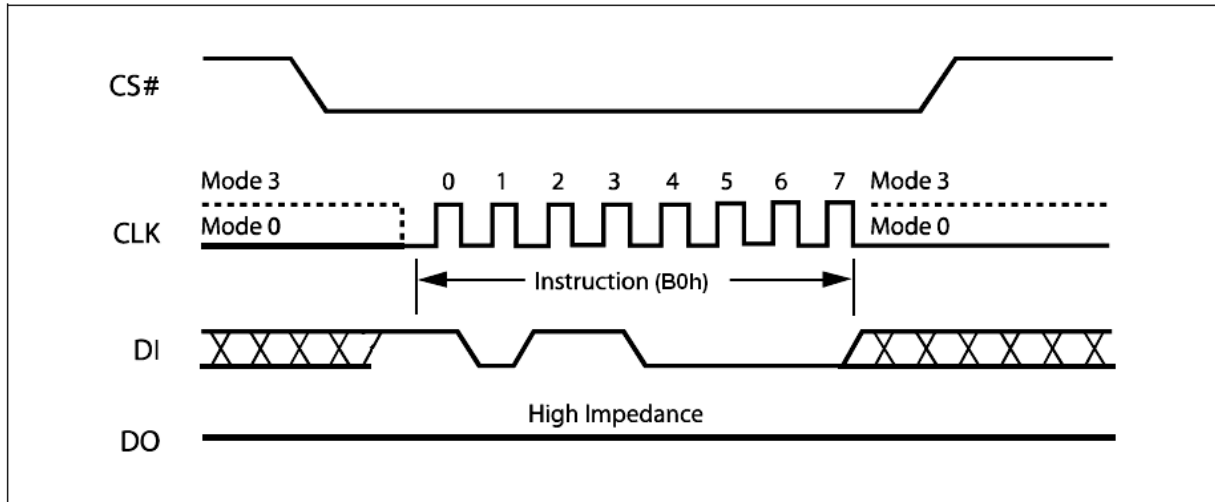 CS#
Mode 3 0 1 2 3 4 5 6 7 Mode 3
CLK Mode 0 Mode 0
Instruction (B0h)
DI
High Impedance
DO